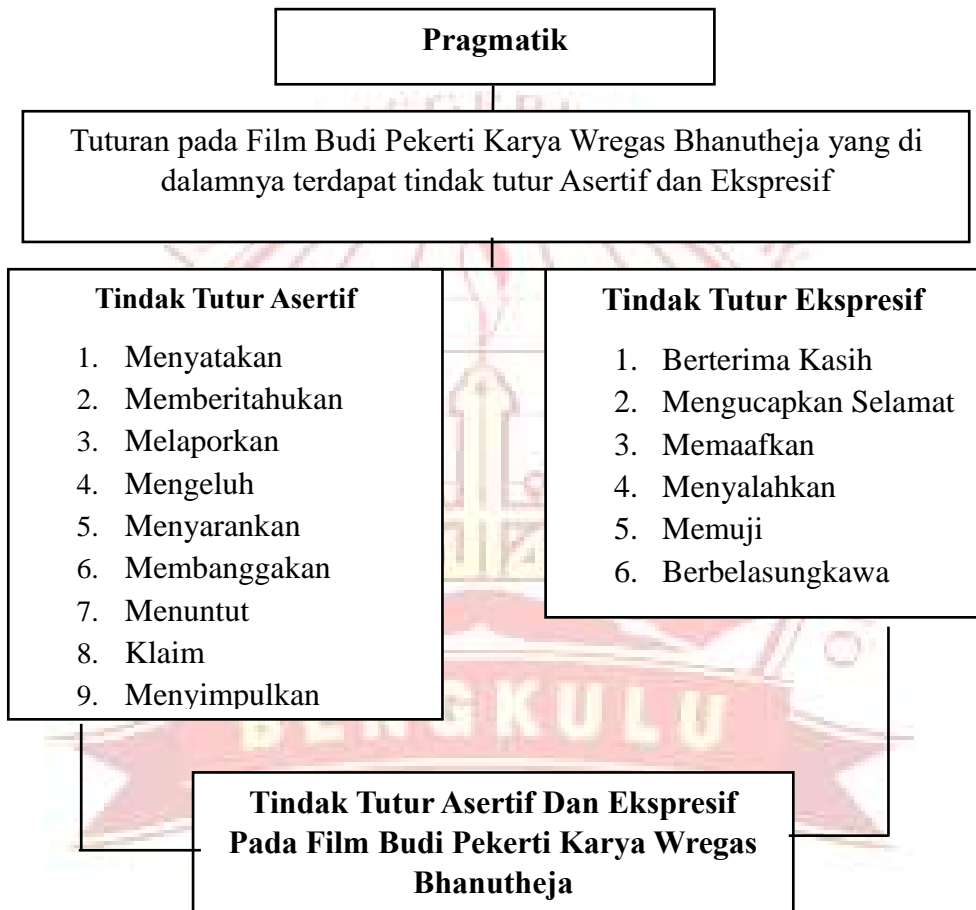 Pragmatik
Tuturan pada Film Budi Pekerti Karya Wregas Bhanutheja yang di
dalamnya terdapat tindak tutur Asertif dan Ekspresif
Tindak Tutur Asertif
1. Menyatakan
2. Memberitahukan
3. Melaporkan
4. Mengeluh
5. Menyarankan
6. Membanggakan
7. Menuntut
8. Klaim
9. Menyimpulkan
Tindak Tutur Ekspresif
1. Berterima Kasih
2. Mengucapkan Selamat
3. Memaafkan
4. Menyalahkan
5. Memuji
6. Berbelasungkawa
BENGKULU
Tindak Tutur Asertif Dan Ekspresif
Pada Film Budi Pekerti Karya Wregas
Bhanutheja